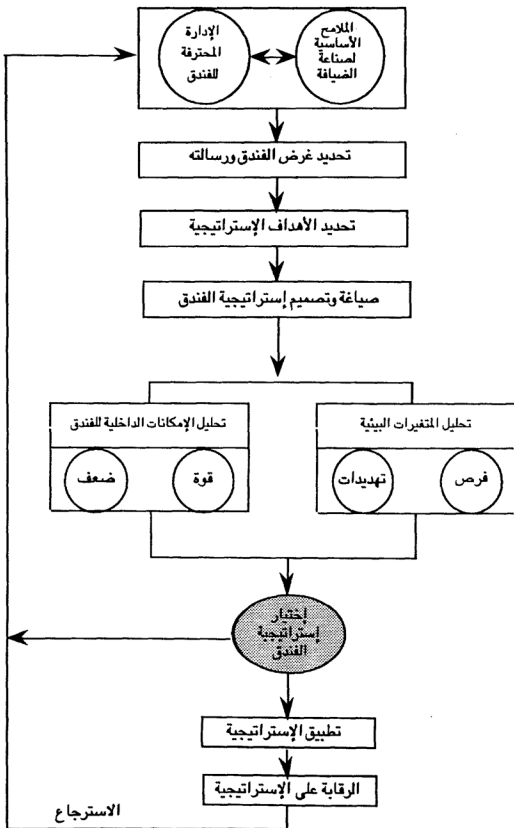 الملامح
الأساسية
لصناعة
الضيافة
الإدارة
المحترفة
للفندق
تحديد غرض الفندق ورسالته
تحديد الأهداف الإستراتيجية
صياغة وتصميم إستراتيجية الفندق
تحليل المتغيرات البيئية
فرص
تهديدات
تحليل الإمكانات الداخلية للفندق
قوة
ضعف
إختيار
إستراتيجية
الفندق
تطبيق الإستراتيجية
الرقابة على الإستراتيجية
الاسترجاع